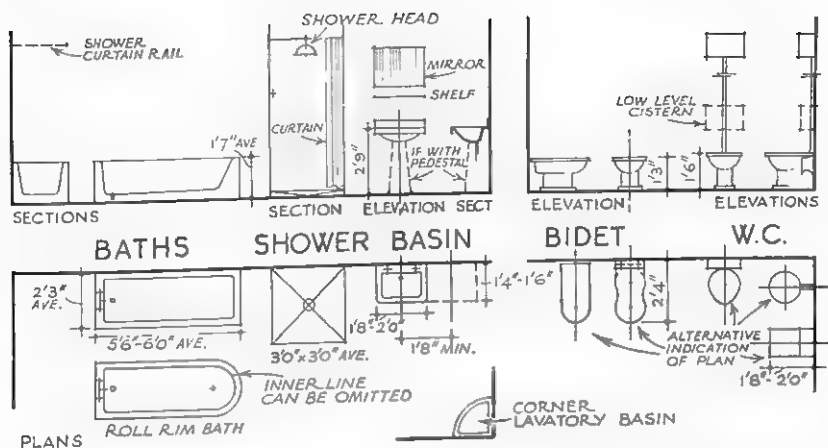 SHOWER HEAD
SHOWER
CURTAIN RAIL
MIRROR
SHELF
LOW LEVEL
CISTERN
1'7" AVE
CURTAIN
2'9"
IF WITH
PEDESTAL
1'3"
1'6"
SECTIONS
SECTION
ELEVATION
SECT
ELEVATION
ELEVATIONS
BATHS
SHOWER
BASIN
BIDET
W.C.
2'3"
AVE.
5'6"-6'0" AVE.
3'0" x 3'0" AVE.
1'8"-2'0"
1'4"-1'6"
1'8" MIN.
2'4"
ALTERNATIVE
INDICATION
OF PLAN
1'8"-2'0"
INNER LINE
CAN BE OMITTED
ROLL RIM BATH
CORNER
LAVATORY BASIN
PLANS